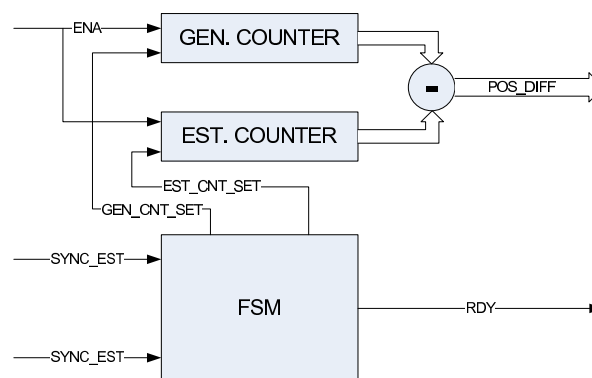 ENA
GEN. COUNTER
-
POS_DIFF
EST. COUNTER
EST_CNT_SET
GEN_CNT_SET
SYNC_EST
FSM
RDY
SYNC_EST